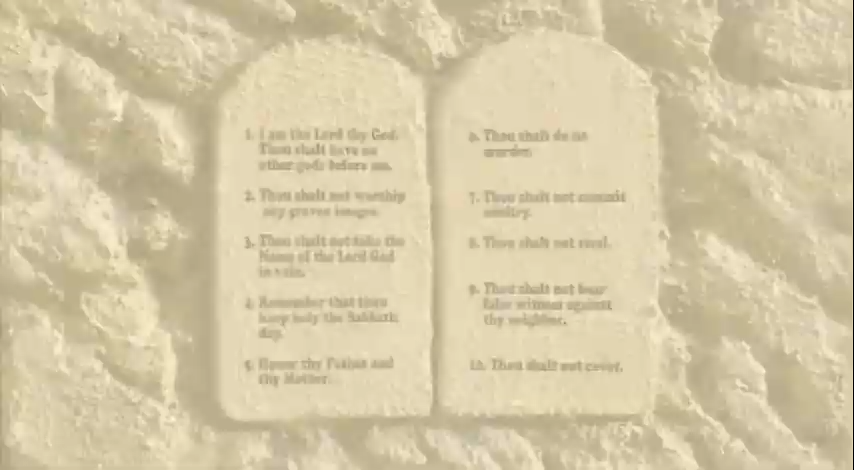 1. I am the Lord thy God.
Thou shalt have no
other gods before me.
2. Thou shalt not worship
any graven images.
3. Thou shalt not take the
Name of the Lord God
in vain.
4. Remember that thou
keep holy the Sabbath
day.
5. Honor thy Father and
thy Mother.
6. Thou shalt do no
murder.
7. Thou shalt not commit
8. Thou shalt not steal.
9. Thou shalt not bear
false witness against
thy neighbor.
10. Thou shalt not covet.